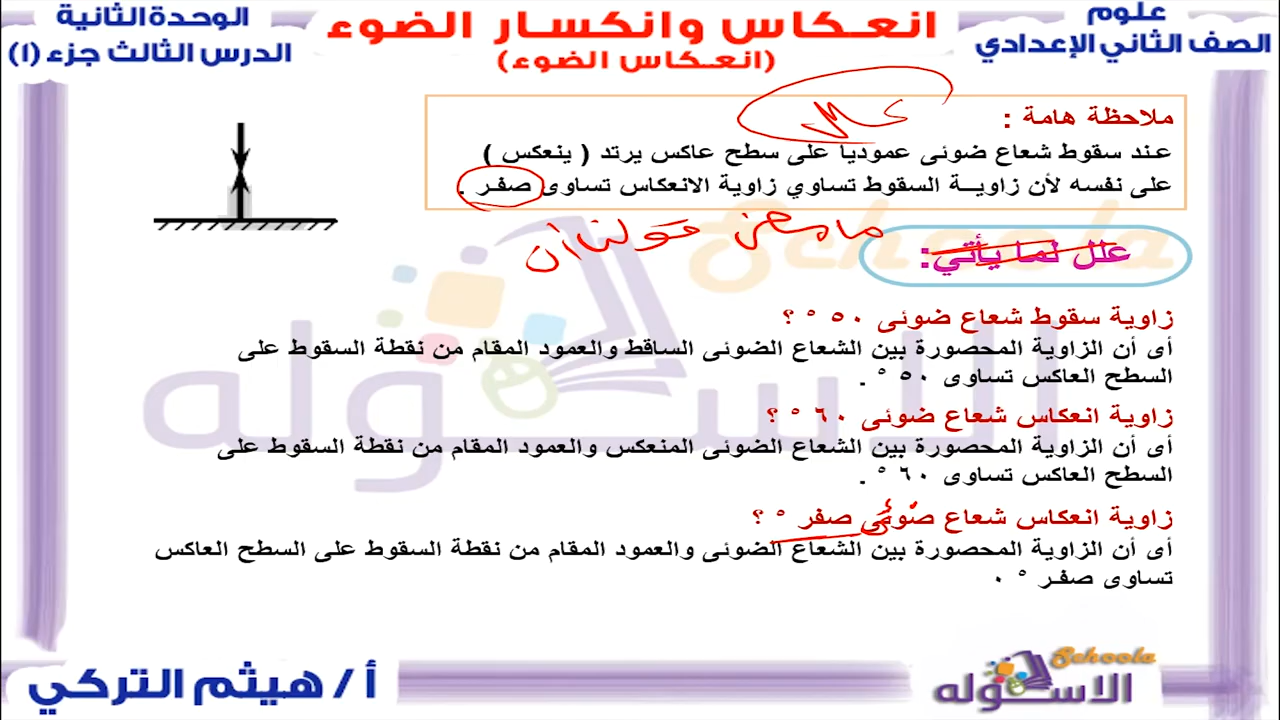 علوم
الصف الثاني الإعدادي
انعكاس وانكسار الضوء
(انعكاس الضوء)
الوحدة الثانية
الدرس الثالث جزء (١)
ملاحظة هامة :
عند سقوط شعاع ضوئى عموديا على سطح عاكس يرتد ( ينعكس )
على نفسه لأن زاوية السقوط تساوي زاوية الانعكاس تساوى صفر .
علل لما يأتي:
زاوية سقوط شعاع ضوئى ٥٠ ° ؟
أى أن الزاوية المحصورة بين الشعاع الضوئى الساقط والعمود المقام من نقطة السقوط على
السطح العاكس تساوى ٥٠ ° .
زاوية انعكاس شعاع ضوئى ٦٠ ° ؟
أى أن الزاوية المحصورة بين الشعاع الضوئى المنعكس والعمود المقام من نقطة السقوط على
السطح العاكس تساوى ٦٠ ° .
زاوية انعكاس شعاع ضوئى صفر ° ؟
أى أن الزاوية المحصورة بين الشعاع الضوئى والعمود المقام من نقطة السقوط على السطح العاكس
تساوى صفر ° ٠
أ / هيثم التركي
Schoola
الاسكوله